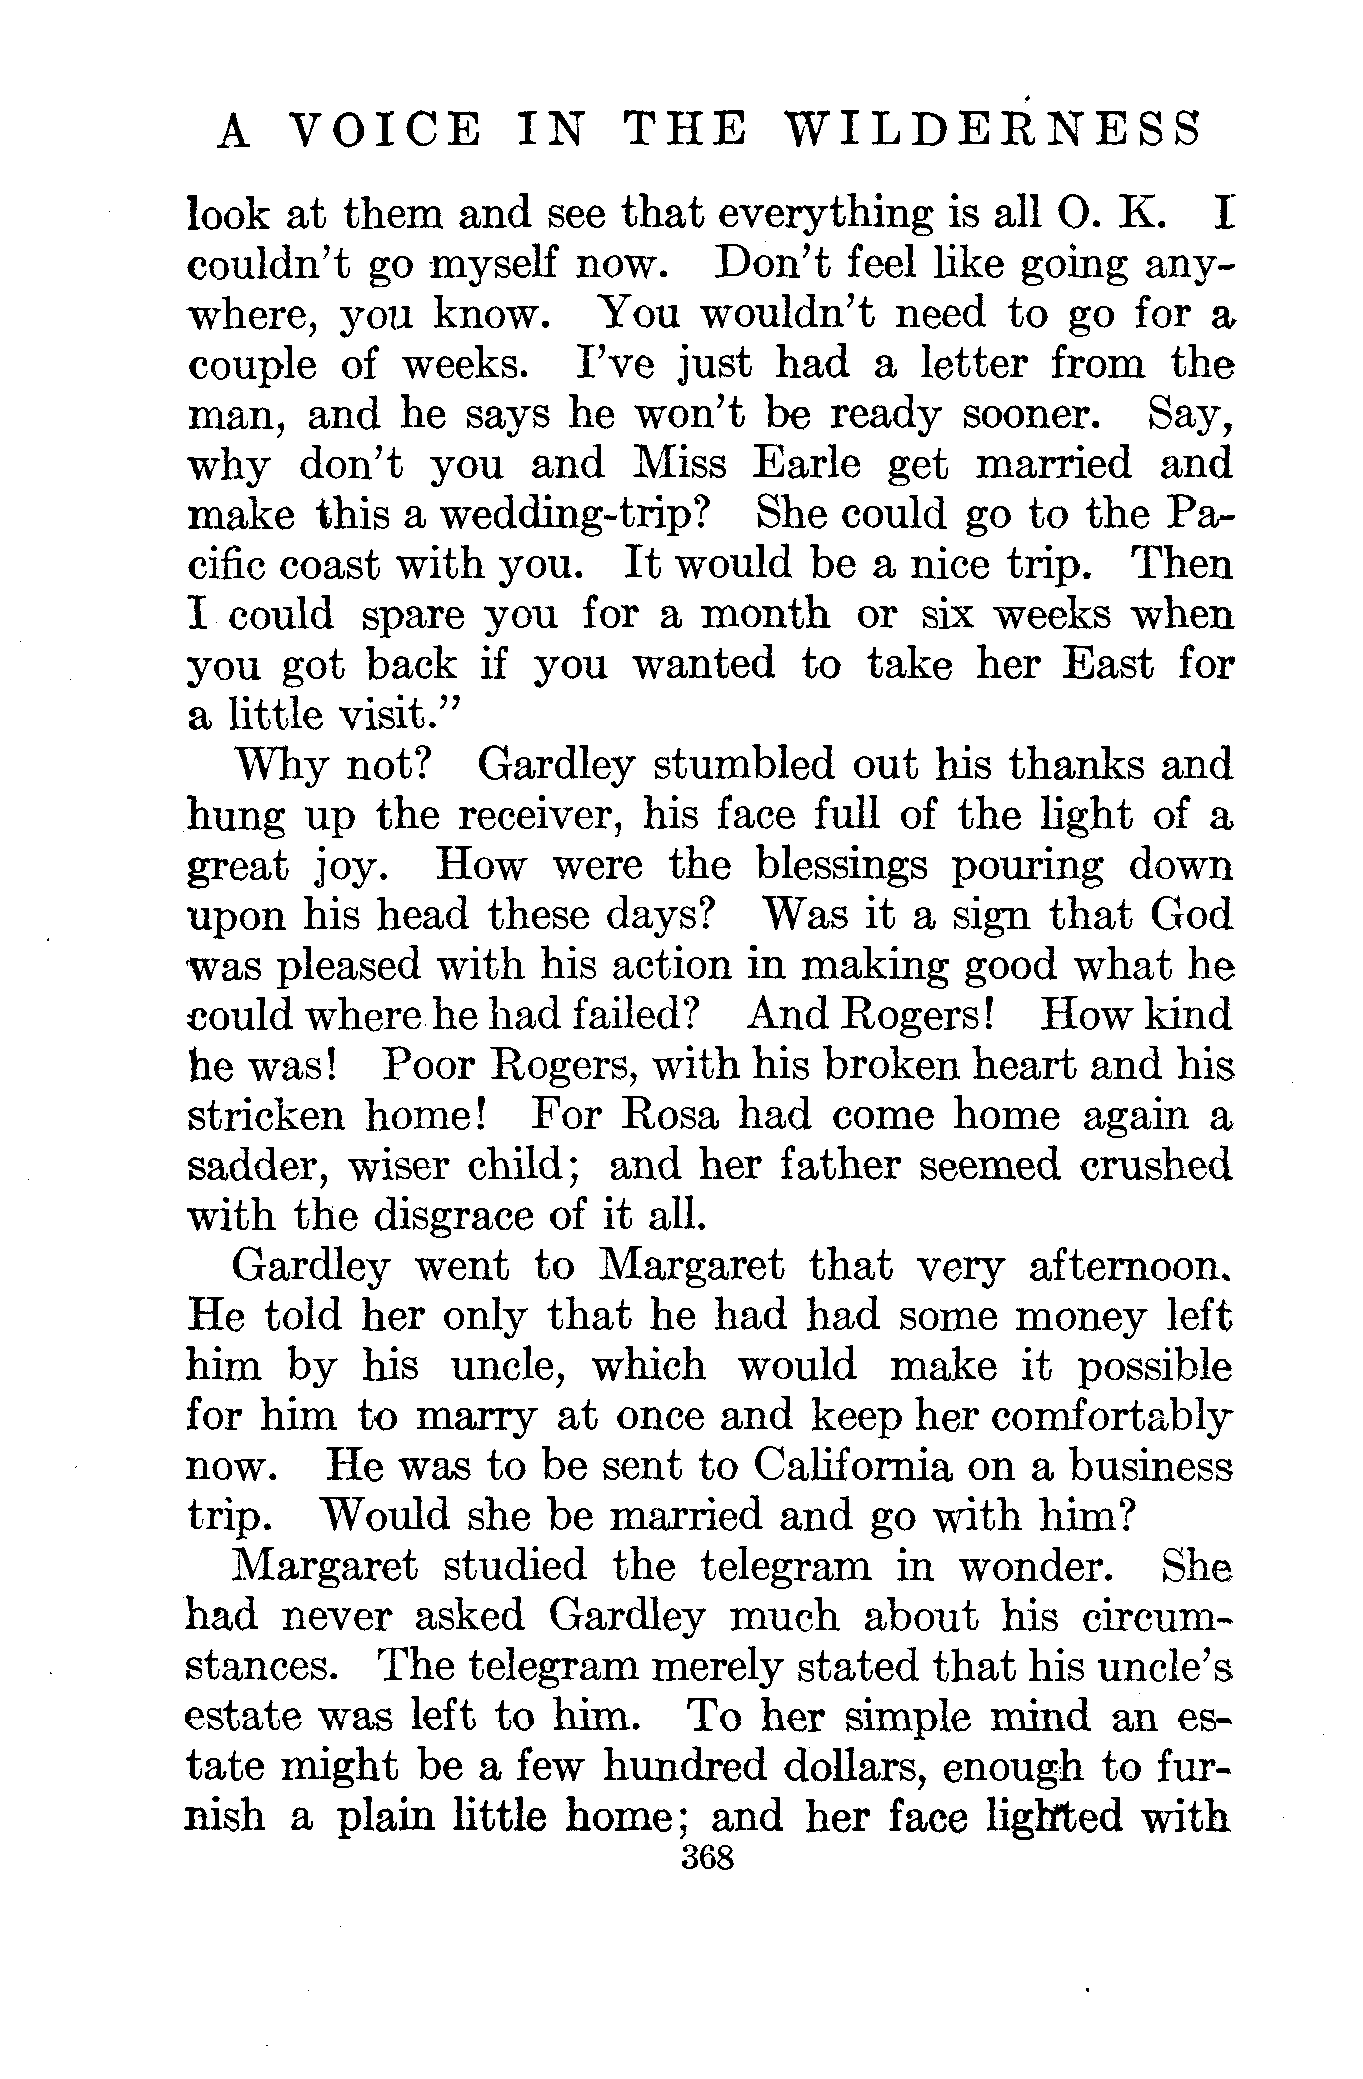 A VOICE IN THE WILDERNESS
look at them and see that everything is all O. K. I
couldn't go myself now. Don't feel like going any-
where, you know. You wouldn't need to go for a
couple of weeks. I've just had a letter from the
man, and he says he won't be ready sooner. Say,
why don't you and Miss Earle get married and
make this a wedding-trip? She could go to the Pa-
cific coast with you. It would be a nice trip. Then
I could spare you for a month or six weeks when
you got back if you wanted to take her East for
a little visit.”
Why not? Gardley stumbled out his thanks and
hung up the receiver, his face full of the light of a
great joy. How were the blessings pouring down
upon his head these days? Was it a sign that God
was pleased with his action in making good what he
could where he had failed? And Rogers! How kind
he was! Poor Rogers, with his broken heart and his
stricken home! For Rosa had come home again a
sadder, wiser child; and her father seemed crushed
with the disgrace of it all.
Gardley went to Margaret that very afternoon.
He told her only that he had had some money left
him by his uncle, which would make it possible
for him to marry at once and keep her comfortably
now. He was to be sent to California on a business
trip. Would she be married and go with him?
Margaret studied the telegram in wonder. She
had never asked Gardley much about his circum-
stances. The telegram merely stated that his uncle's
estate was left to him. To her simple mind an es-
tate might be a few hundred dollars, enough to fur-
nish a plain little home; and her face lighted with
368